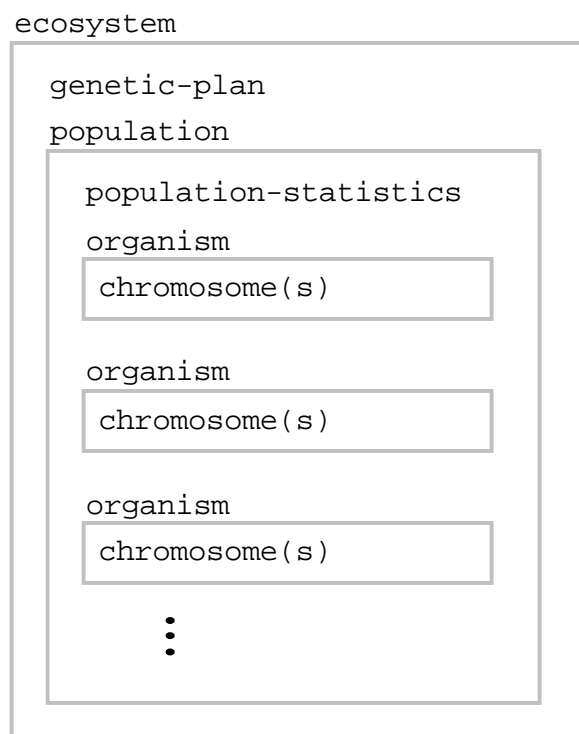 ecosystem
genetic-plan
population
population-statistics
organism
chromosome(s)
organism
chromosome(s)
organism
chromosome(s)